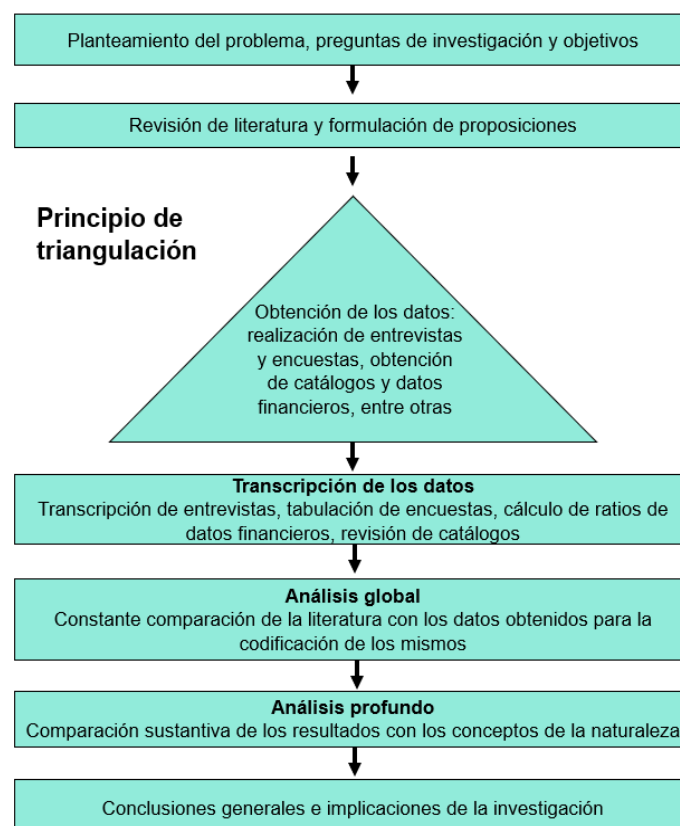 Planteamiento del problema, preguntas de investigación y objetivos
Revisión de literatura y formulación de proposiciones
Principio de
triangulación
Obtención de los datos:
realización de entrevistas
y encuestas, obtención
de catálogos y datos
financieros, entre otras
Transcripción de los datos
Transcripción de entrevistas, tabulación de encuestas, cálculo de ratios de
datos financieros, revisión de catálogos
Análisis global
Constante comparación de la literatura con los datos obtenidos para la
codificación de los mismos
Análisis profundo
Comparación sustantiva de los resultados con los conceptos de la naturaleza
Conclusiones generales e implicaciones de la investigación